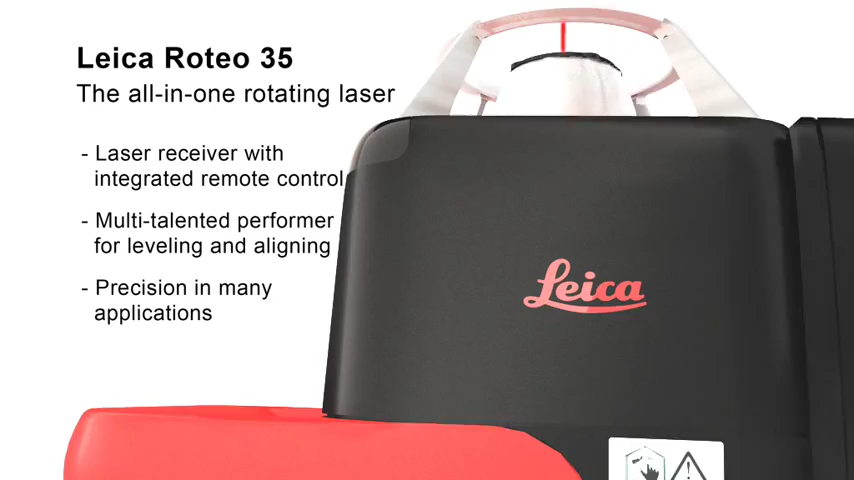 Leica Roteo 35
The all-in-one rotating laser
- Laser receiver with
integrated remote control
- Multi-talented performer
for leveling and aligning
- Precision in many
applications
Leica